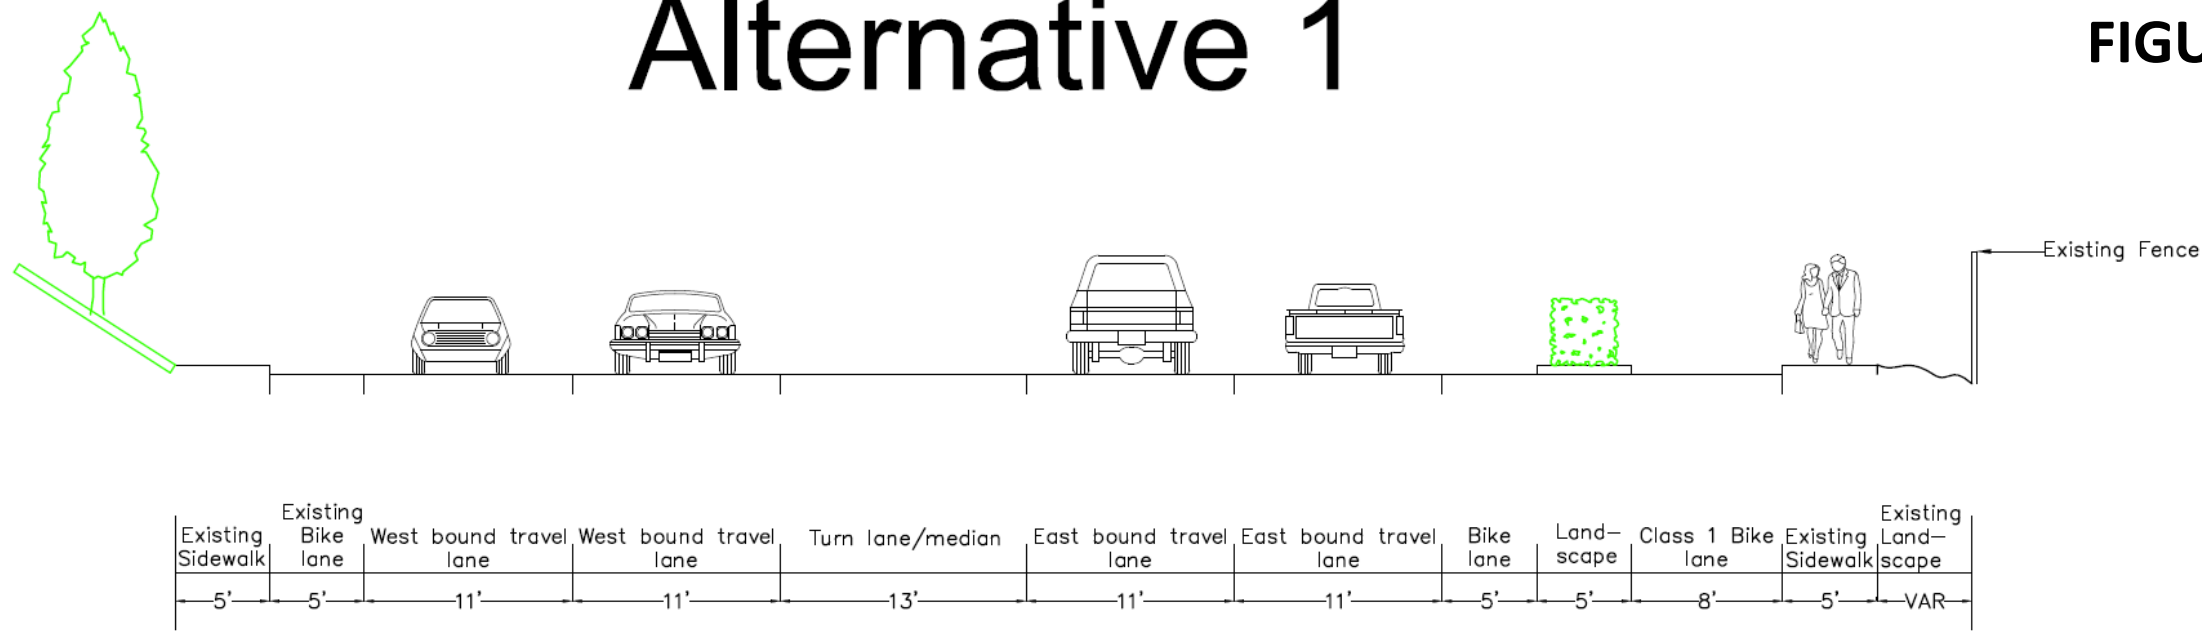 Alternative 1
FIGU
Existing Fence
Existing
Sidewalk
Existing
Bike
lane
West bound travel
lane
West bound travel
lane
Turn lane/median
East bound travel
lane
East bound travel
lane
Bike
lane
Land-
scape
Class 1 Bike
lane
Existing
Sidewalk
Existing
Land-
scape
5' 5' 11' 11' 13' 11' 11' 5' 5' 8' 5' VAR